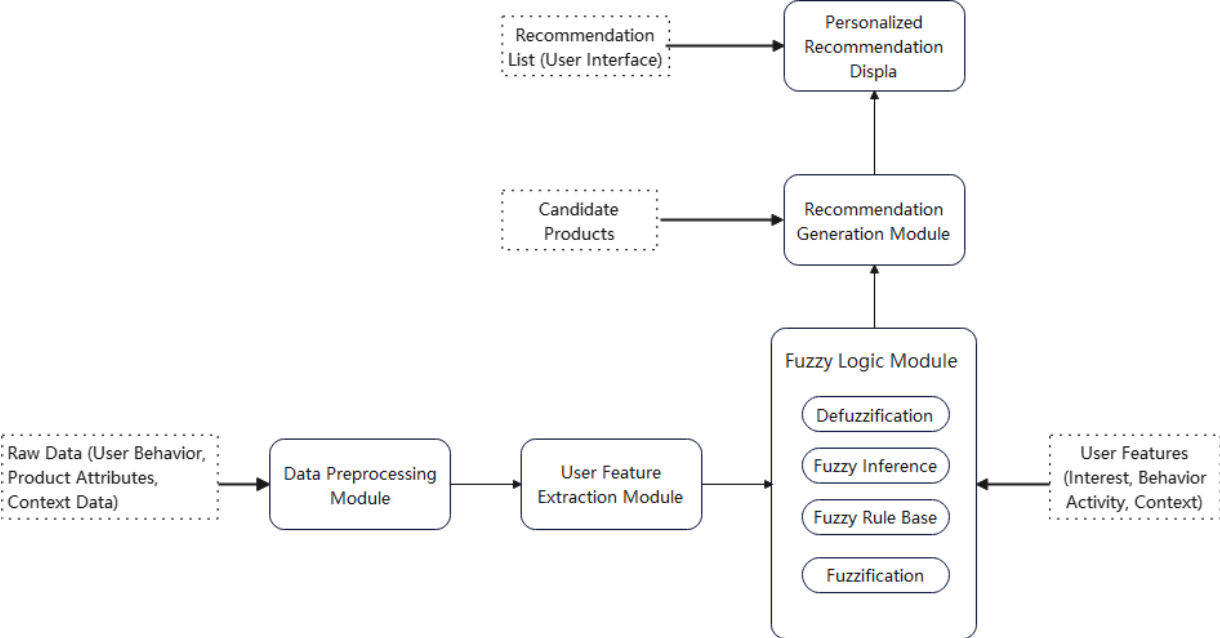 Personalized
Recommendation
Displa
Recommendation
List (User Interface)
Candidate
Products
Recommendation
Generation Module
Fuzzy Logic Module
Defuzzification
Fuzzy Inference
Fuzzy Rule Base
Fuzzification
Raw Data (User Behavior,
Product Attributes,
Context Data)
Data Preprocessing
Module
User Feature
Extraction Module
User Features
(Interest, Behavior
Activity, Context)